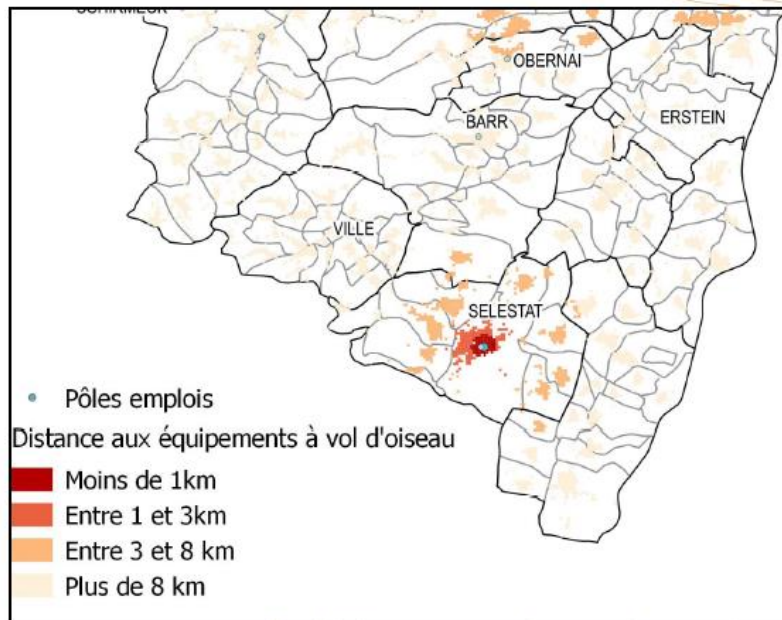 OBERNAI
BARR
ERSTEIN
VILLE
SELESTAT
Pôles emplois
Distance aux équipements à vol d'oiseau
Moins de 1km
Entre 1 et 3km
Entre 3 et 8 km
Plus de 8 km